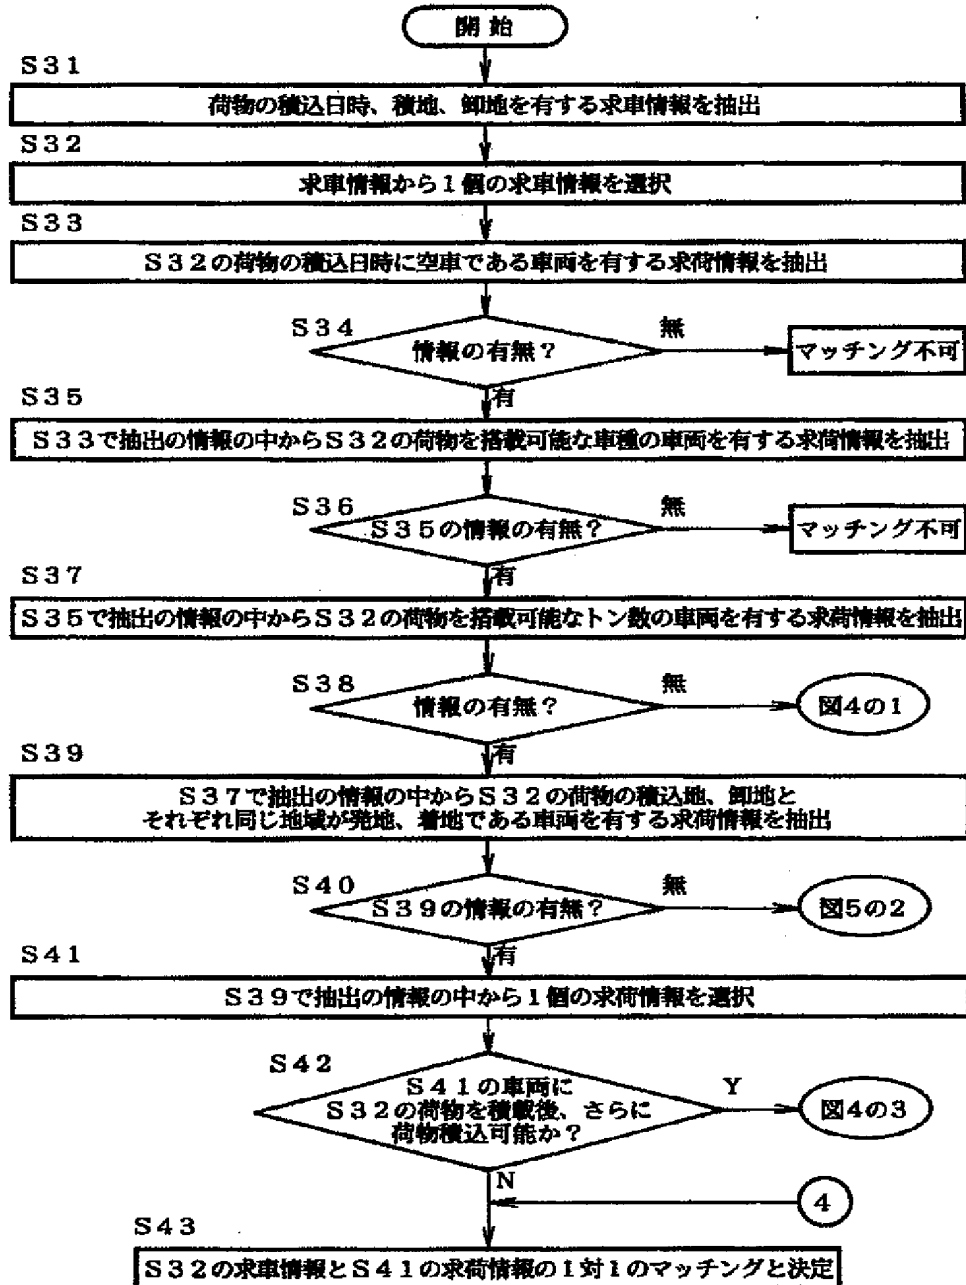 開始
S31
荷物の積込日時、積地、卸地を有する求車情報を抽出
S32
求車情報から1個の求車情報を選択
S33
S32の荷物の積込日時に空車である車両を有する求荷情報を抽出
S34
情報の有無?
無
マッチング不可
有
S35
S33で抽出の情報の中からS32の荷物を搭載可能な車種の車両を有する求荷情報を抽出
S36
S35の情報の有無?
無
マッチング不可
有
S37
S35で抽出の情報の中からS32の荷物を搭載可能なトン数の車両を有する求荷情報を抽出
S38
情報の有無?
無
図4の1
有
S39
S37で抽出の情報の中からS32の荷物の積込地、卸地と
それぞれ同じ地域が発地、着地である車両を有する求荷情報を抽出
S40
S39の情報の有無?
無
図5の2
有
S41
S39で抽出の情報の中から1個の求荷情報を選択
S42
S41の車両に
S32の荷物を積載後、さらに
荷物積込可能か?
Y
図4の3
N
4
S43
S32の求車情報とS41の求荷情報の1対1のマッチングと決定